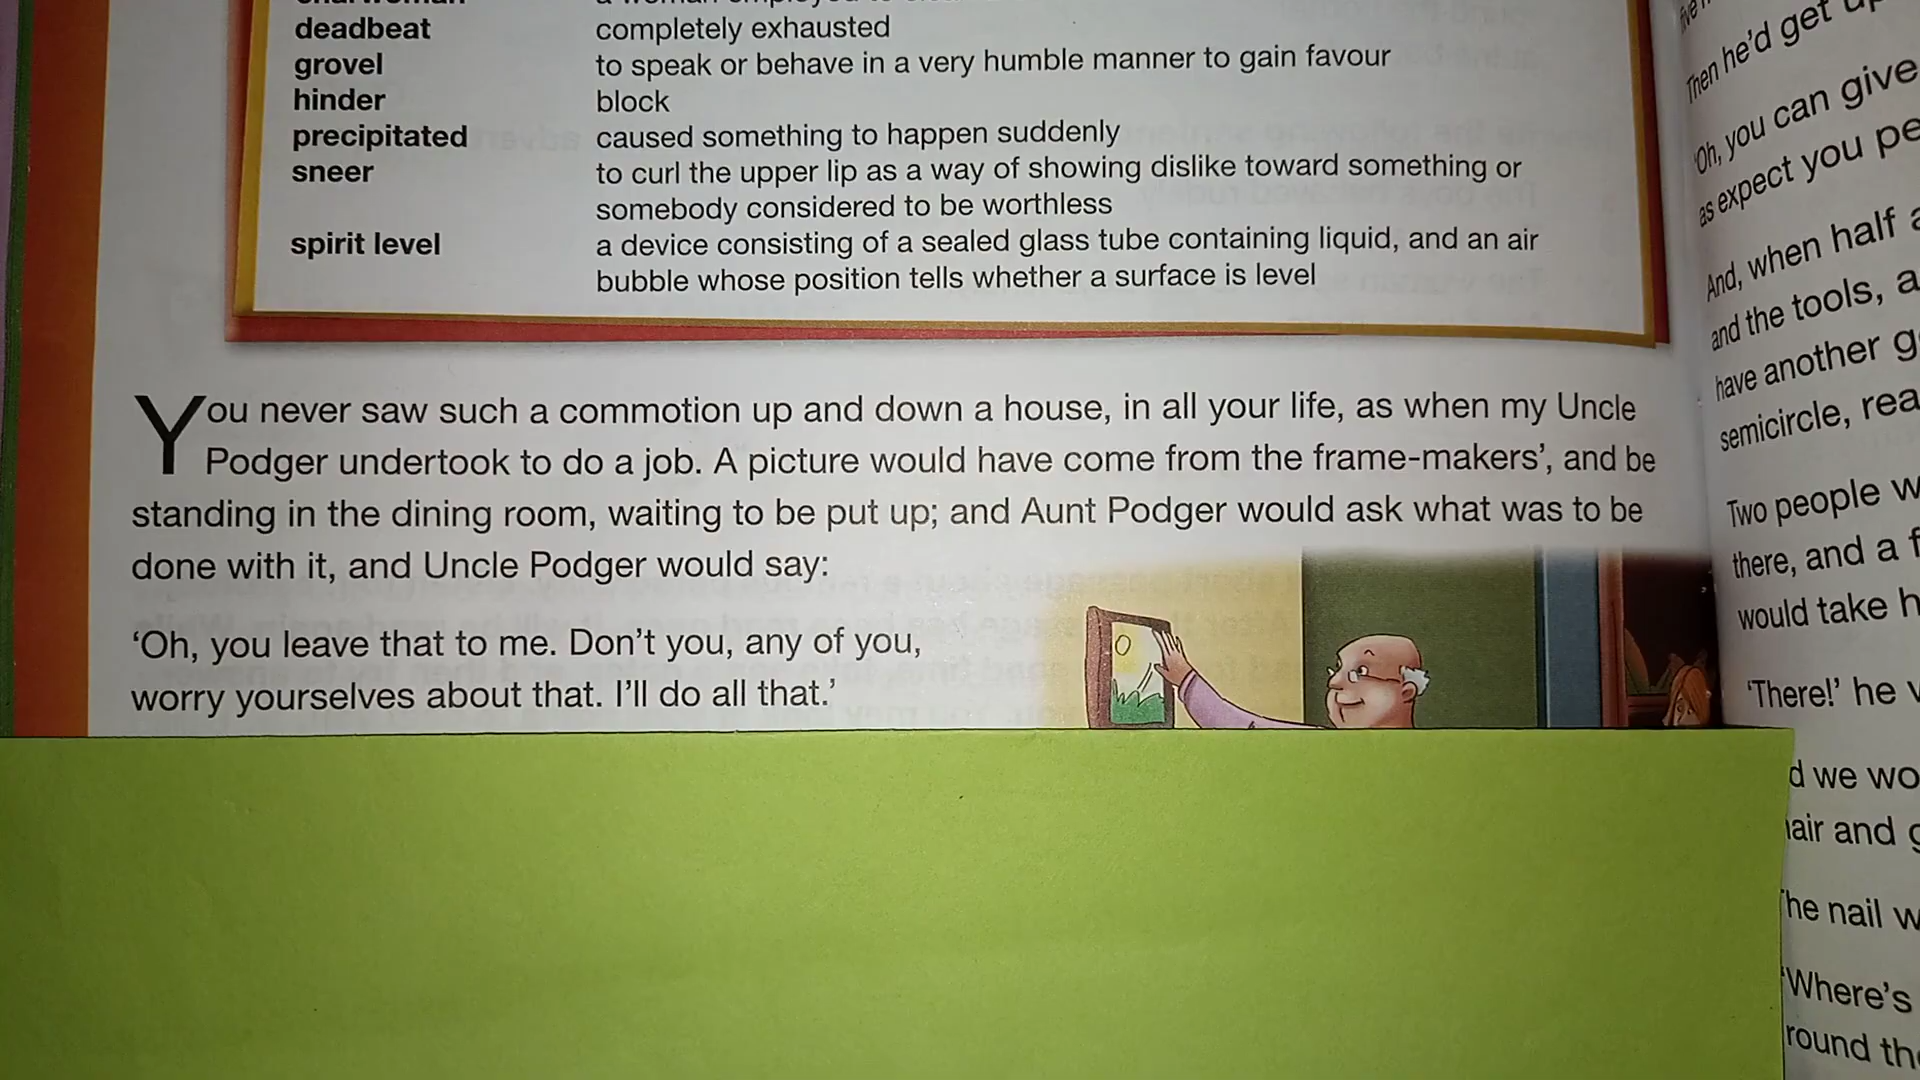 deadbeat completely exhausted
grovel to speak or behave in a very humble manner to gain favour
hinder block
precipitated caused something to happen suddenly
sneer to curl the upper lip as a way of showing dislike toward something or
somebody considered to be worthless
spirit level a device consisting of a sealed glass tube containing liquid, and an air
bubble whose position tells whether a surface is level
You never saw such a commotion up and down a house, in all your life, as when my Uncle
Podger undertook to do a job. A picture would have come from the frame-makers', and be
standing in the dining room, waiting to be put up; and Aunt Podger would ask what was to be
done with it, and Uncle Podger would say:
‘Oh, you leave that to me. Don’t you, any of you,
worry yourselves about that. I’ll do all that.’
Then he’d get
‘Oh, you can give
as expect you
And, when half
and the tools,
have another
semicircle,
Two people
there, and a
would take
‘There!’ he
we
and
nail
‘Where’s
round